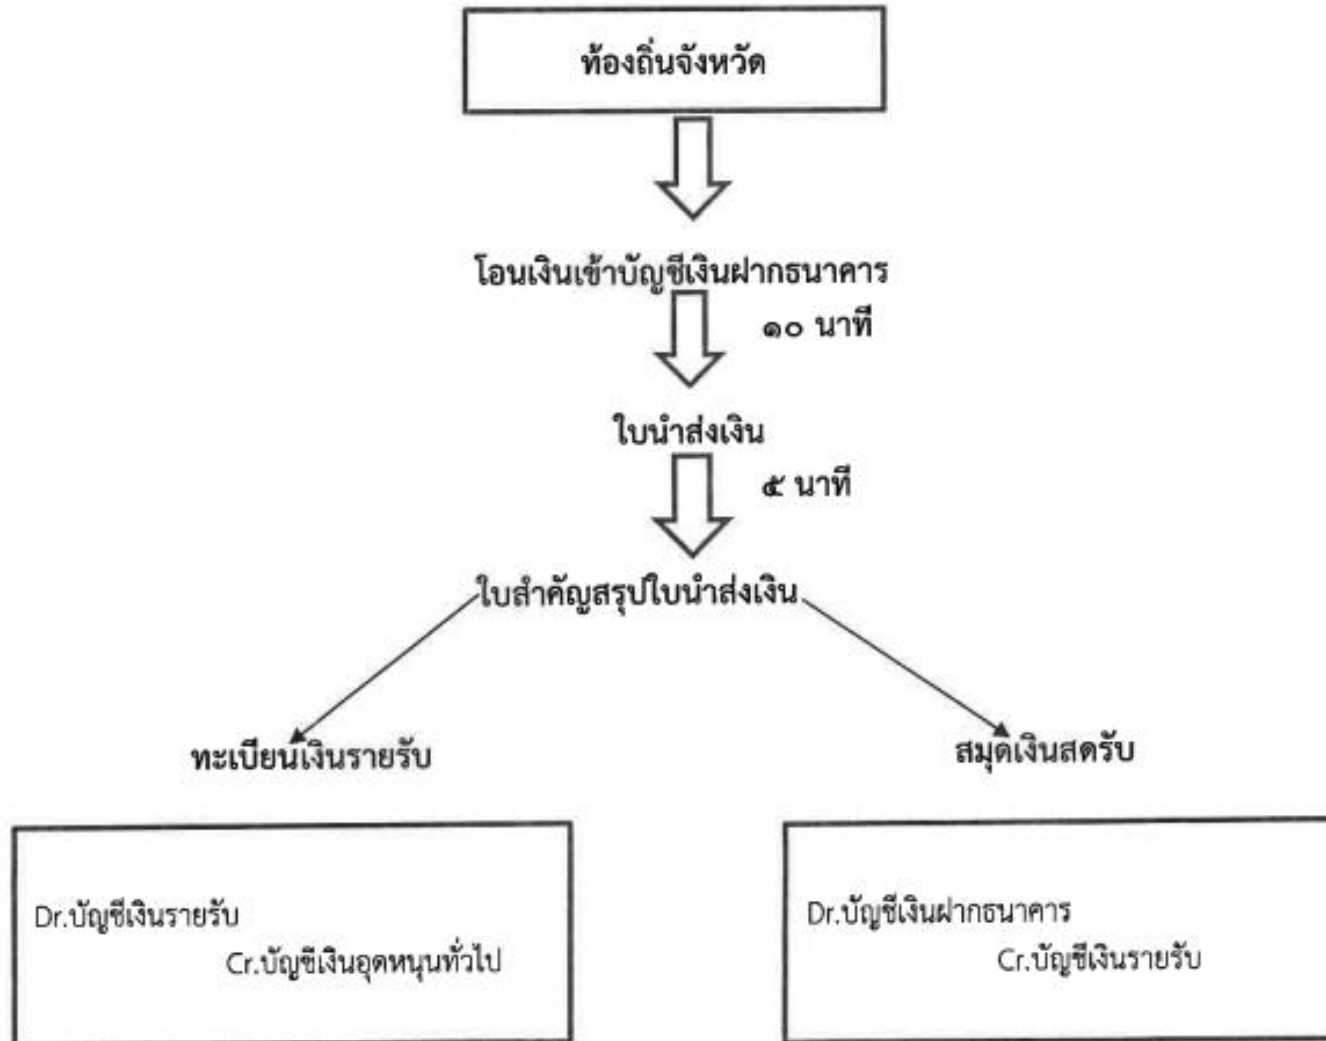 ท้องถิ่นจังหวัด
โอนเงินเข้าบัญชีเงินฝากธนาคาร
๑๐ นาที
ใบนำส่งเงิน
๕ นาที
ใบสำคัญสรุปใบนำส่งเงิน
ทะเบียนเงินรายรับ
สมุดเงินสดรับ
Dr.บัญชีเงินรายรับ
Cr.บัญชีเงินอุดหนุนทั่วไป
Dr.บัญชีเงินฝากธนาคาร
Cr.บัญชีเงินรายรับ